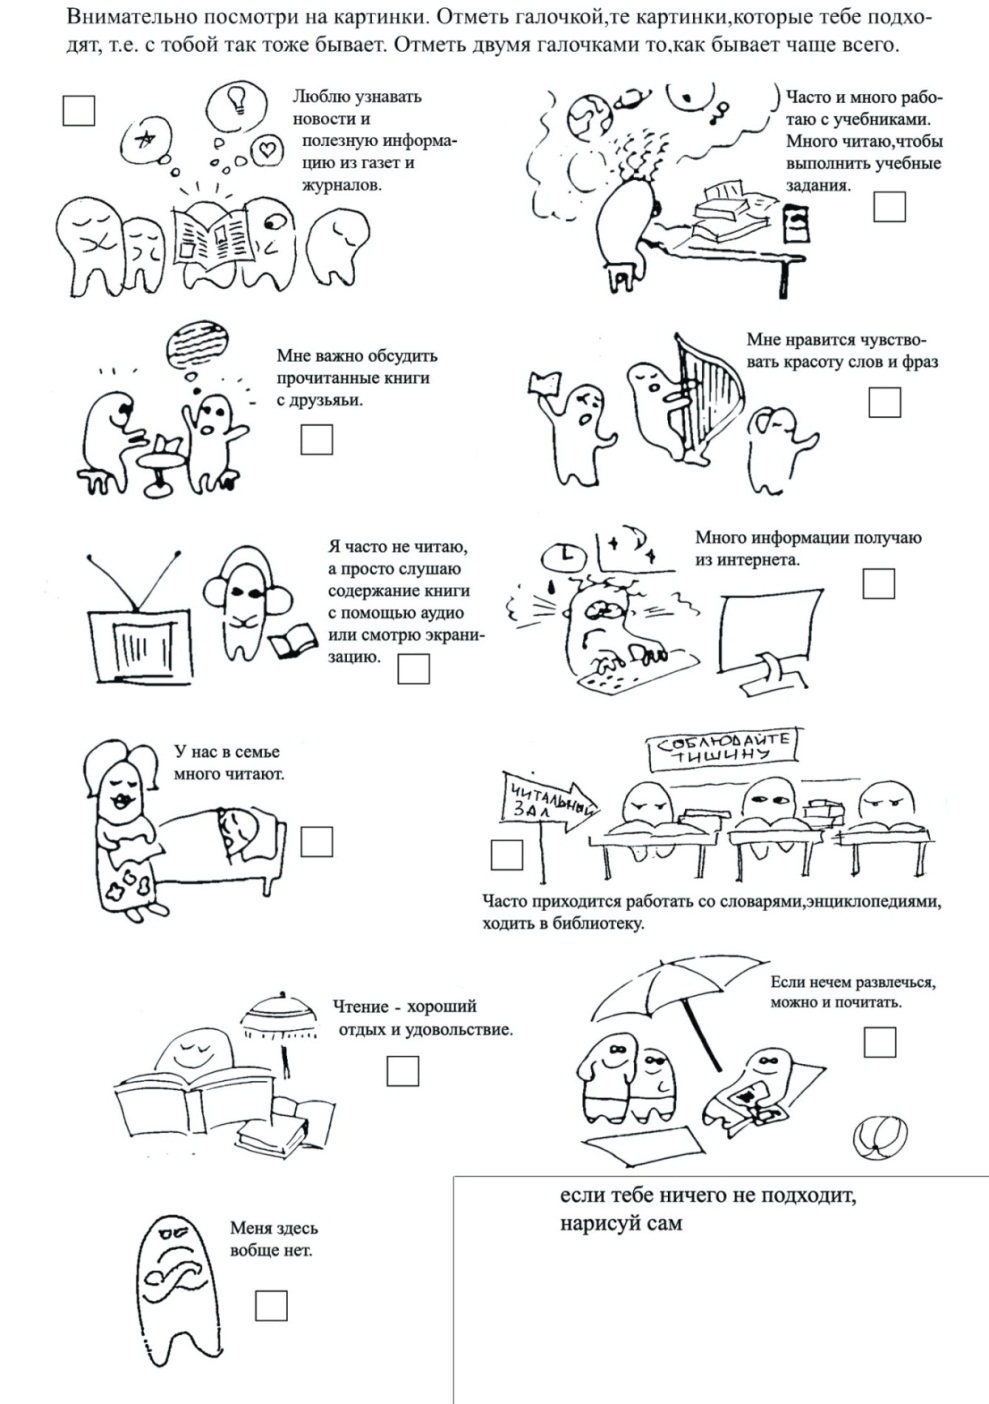 Внимательно посмотри на картинки. Отметь галочкой,те картинки,которые тебе подхо-
дят, т.е. с тобой так тоже бывает. Отметь двумя галочками то,как бывает чаще всего.
Люблю узнавать
новости и
полезную информа-
цию из газет и
журналов.
Часто и много рабо-
таю с учебниками.
Много читаю,чтобы
выполнить учебные
задания.
Мне важно обсудить
прочитанные книги
с друзьяьи.
Мне нравится чувство-
вать красоту слов и фраз
Я часто не читаю,
а просто слушаю
содержание книги
с помощью аудио
или смотрю экрани-
зацию.
Много информации получаю
из интернета.
У нас в семье
много читают.
СОБЛЮДАЙТЕ
ТИШИНУ
ЧИТАЛЬНЫЙ
ЗАЛ
Часто приходится работать со словарями,энциклопедиями,
ходить в библиотеку.
Чтение - хороший
отдых и удовольствие.
Если нечем развлечься,
можно и почитать.
Меня здесь
вобще нет.
если тебе ничего не подходит,
нарисуй сам